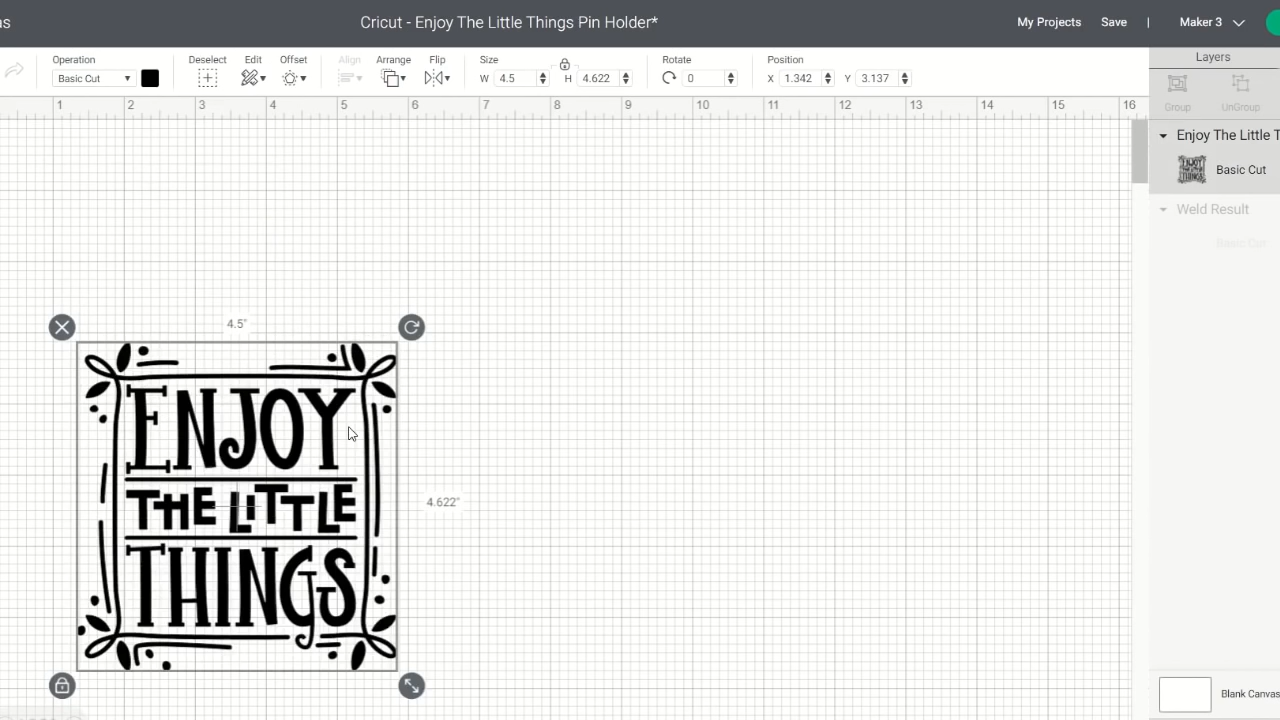 as
Cricut - Enjoy The Little Things Pin Holder*
My Projects Save | Maker 3
Operation Deselect Edit Offset Align Arrange Flip Size Rotate Position Layers
Basic Cut W 4.5 H 4.622 0 X 1.342 Y 3.137
Group UnGroup
1 2 3 4 5 6 7 8 9 10 11 12 13 14 15 16
Enjoy The Little T
Basic Cut
Weld Result
Basic Cut
4.5"
ENJOY
THE LITTLE
4.622"
THINGS
Blank Canvas